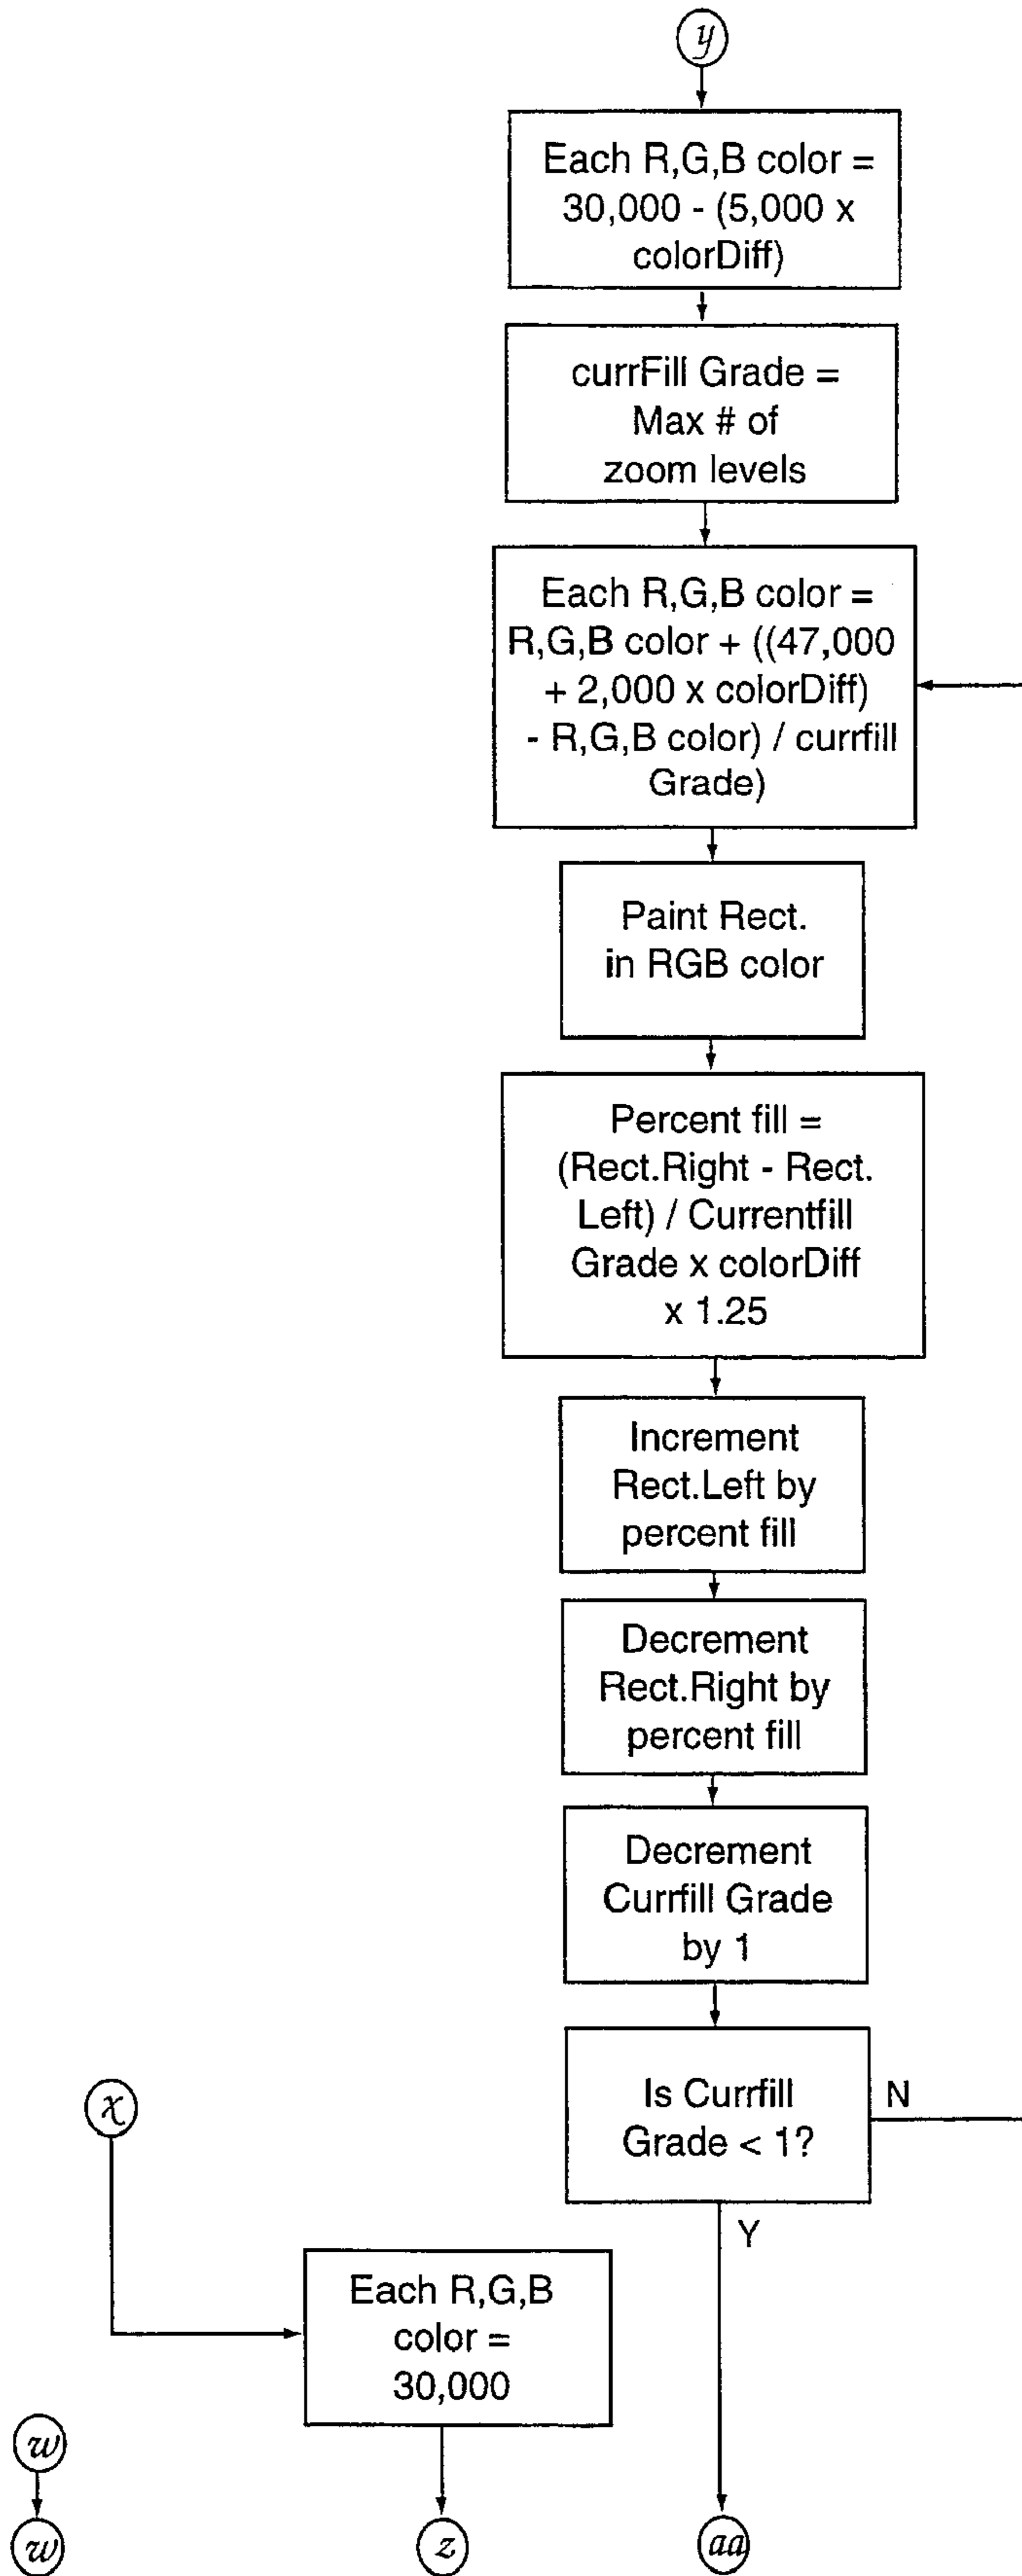 y
Each R,G,B color =
30,000 - (5,000 x
colorDiff)
currFill Grade =
Max # of
zoom levels
Each R,G,B color =
R,G,B color + ((47,000
+ 2,000 x colorDiff)
- R,G,B color) / currfill
Grade)
Paint Rect.
in RGB color
Percent fill =
(Rect.Right - Rect.
Left) / Currentfill
Grade x colorDiff
x 1.25
Increment
Rect.Left by
percent fill
Decrement
Rect.Right by
percent fill
Decrement
Currfill Grade
by 1
Is Currfill
Grade < 1?
N
Y
x
Each R,G,B
color =
30,000
w
w
z
aa